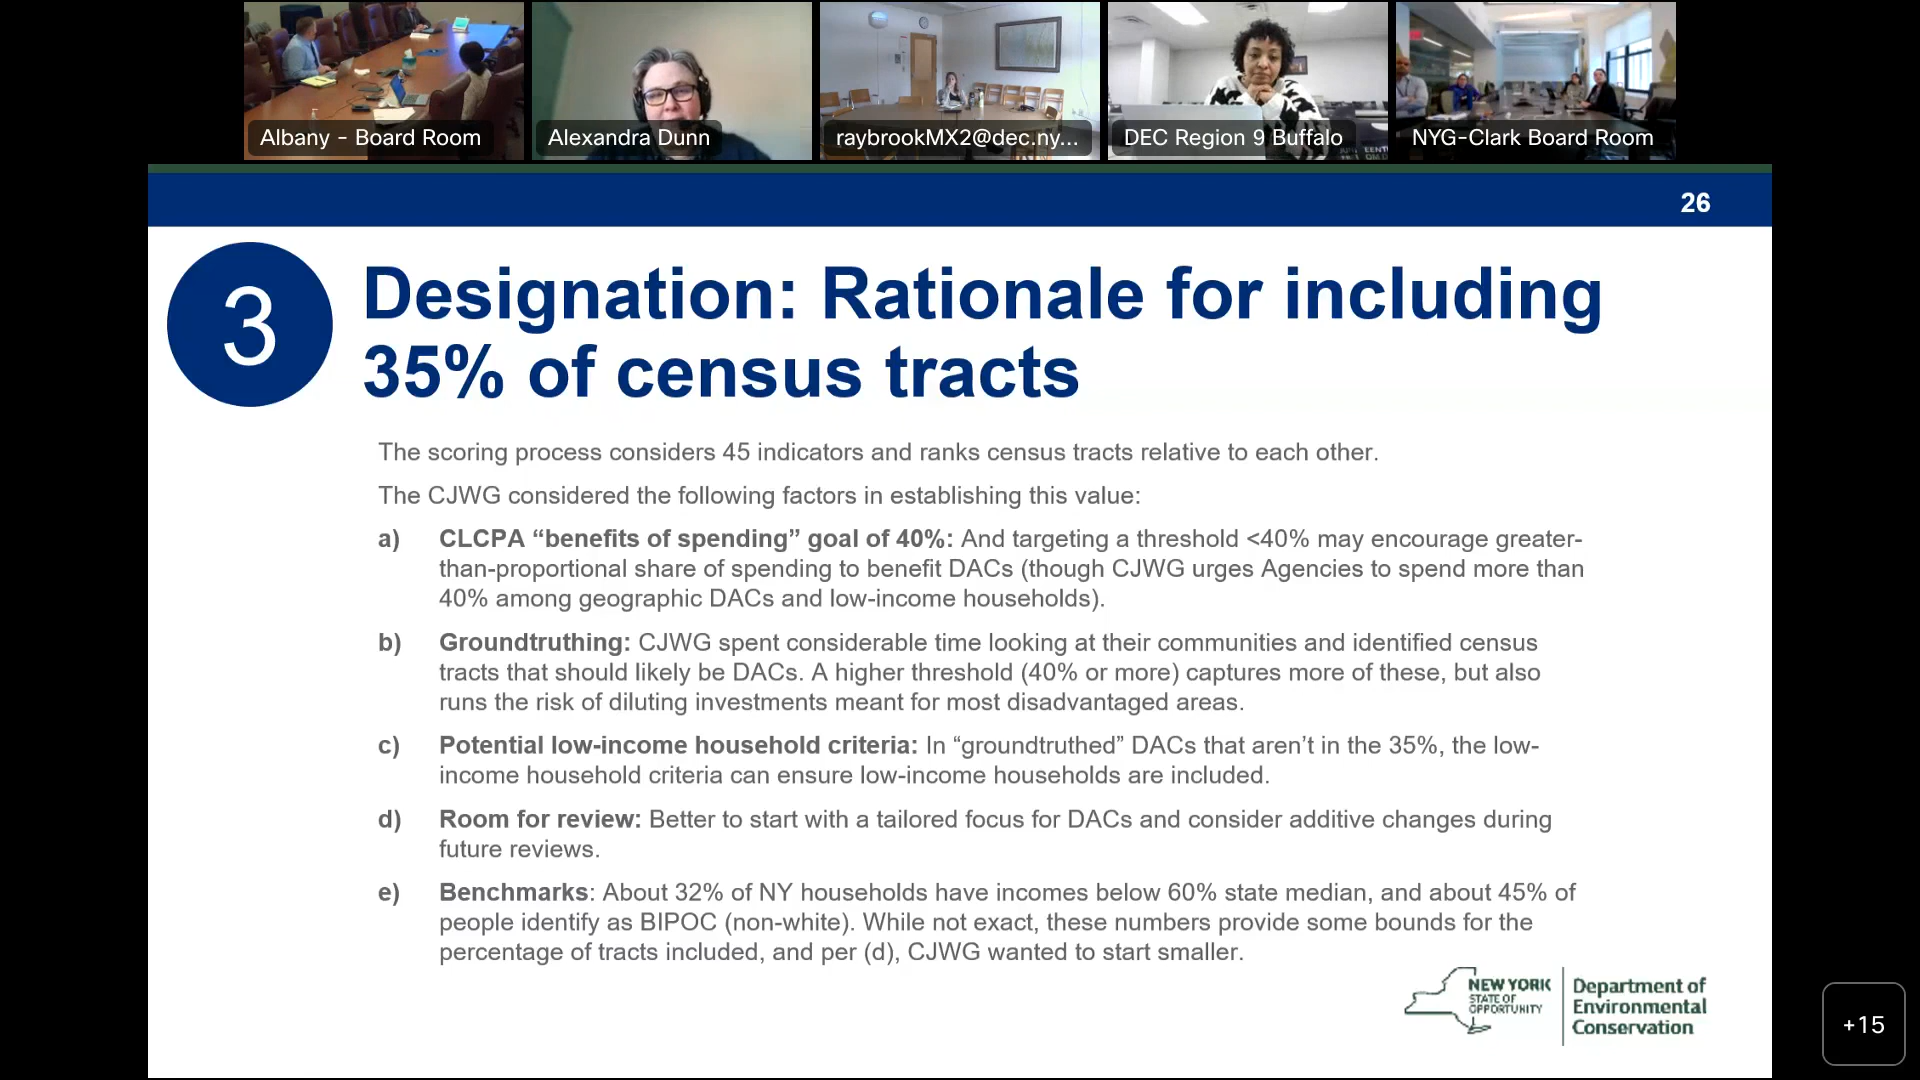 Albany - Board Room
Alexandra Dunn
raybrookMX2@dec.ny...
DEC Region 9 Buffalo
NYG-Clark Board Room
26
3
Designation: Rationale for including
35% of census tracts
The scoring process considers 45 indicators and ranks census tracts relative to each other.
The CJWG considered the following factors in establishing this value:
a) CLCPA “benefits of spending” goal of 40%: And targeting a threshold <40% may encourage greater-
than-proportional share of spending to benefit DACs (though CJWG urges Agencies to spend more than
40% among geographic DACs and low-income households).
b) Groundtruthing: CJWG spent considerable time looking at their communities and identified census
tracts that should likely be DACs. A higher threshold (40% or more) captures more of these, but also
runs the risk of diluting investments meant for most disadvantaged areas.
c) Potential low-income household criteria: In “groundtruthed” DACs that aren’t in the 35%, the low-
income household criteria can ensure low-income households are included.
d) Room for review: Better to start with a tailored focus for DACs and consider additive changes during
future reviews.
e) Benchmarks: About 32% of NY households have incomes below 60% state median, and about 45% of
people identify as BIPOC (non-white). While not exact, these numbers provide some bounds for the
percentage of tracts included, and per (d), CJWG wanted to start smaller.
NEW YORK
STATE OF
OPPORTUNITY
Department of
Environmental
Conservation
+15